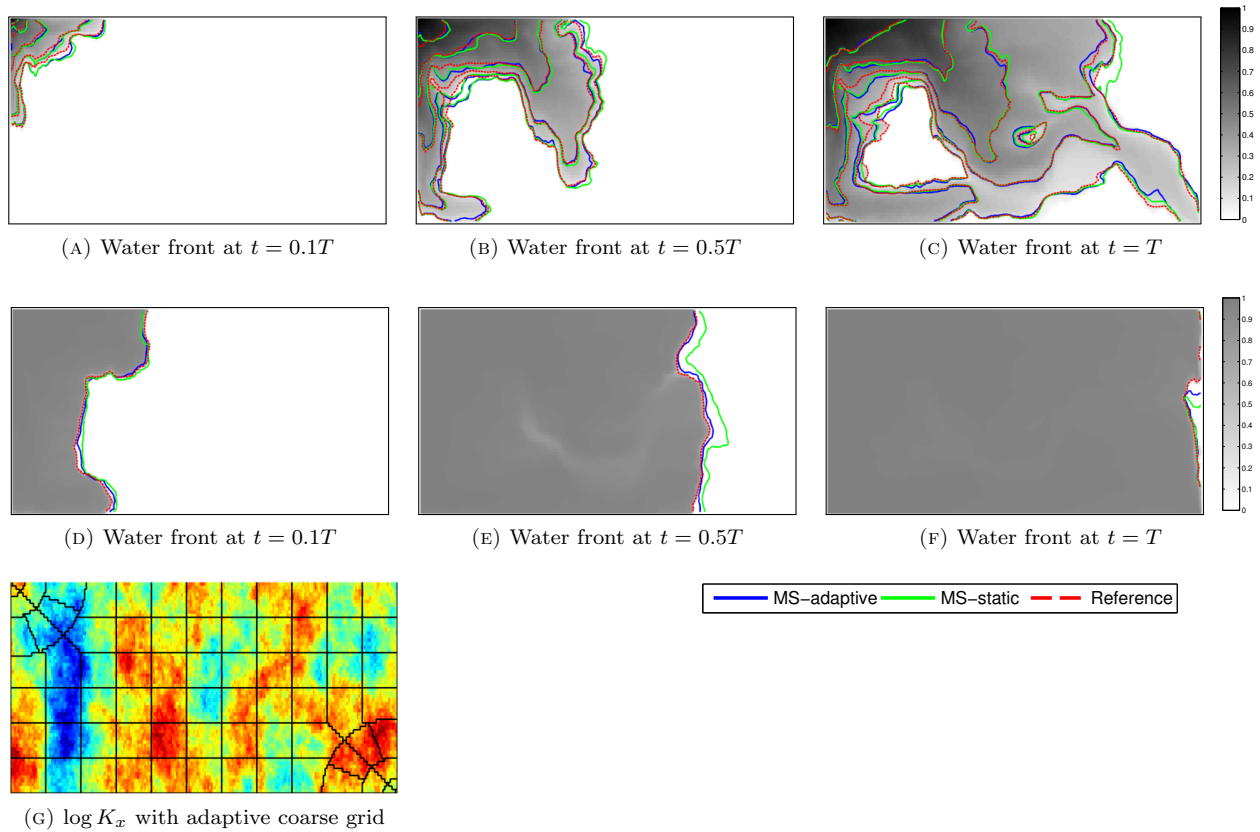 1
0.9
0.8
0.7
0.6
0.5
0.4
0.3
0.2
0.1
0
(A) Water front at t = 0.1T
(B) Water front at t = 0.5T
(C) Water front at t = T
1
0.9
0.8
0.7
0.6
0.5
0.4
0.3
0.2
0.1
0
(D) Water front at t = 0.1T
(E) Water front at t = 0.5T
(F) Water front at t = T
MS−adaptive MS−static Reference
(G) log Kₓ with adaptive coarse grid